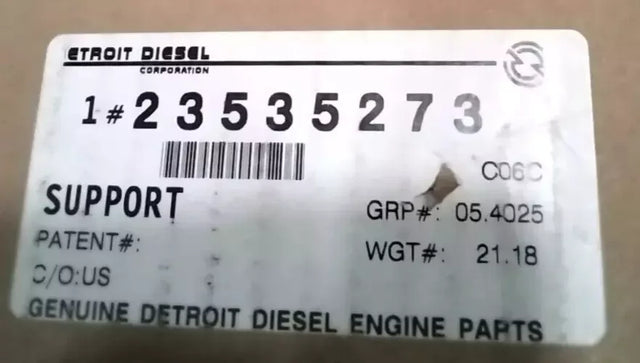 ETROIT DIESEL
CORPORATION
1# 23535273
C06C
SUPPORT
GRP#: 05.4025
PATENT#:
WGT#: 21.18
C/O:US
GENUINE DETROIT DIESEL ENGINE PARTS